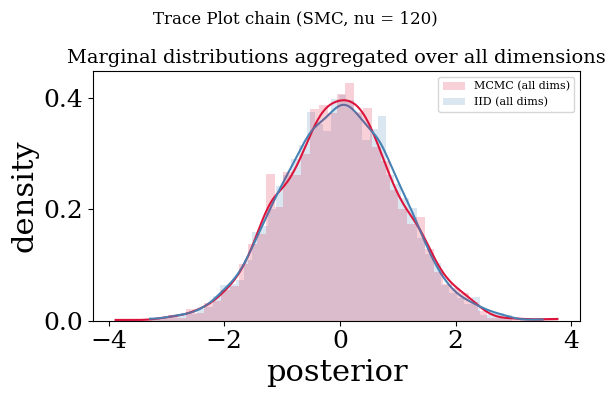 Trace Plot chain (SMC, nu = 120)
Marginal distributions aggregated over all dimensions
MCMC (all dims)
IID (all dims)
density
0.4
0.2
0.0
−4
−2
0
2
4
posterior